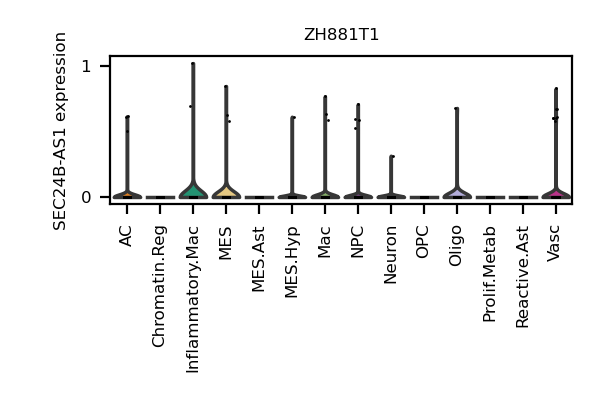 ZH881T1
SEC24B-AS1 expression
1
0
AC
Chromatin.Reg
Inflammatory.Mac
MES
MES.Ast
MES.Hyp
Mac
NPC
Neuron
OPC
Oligo
Prolif.Metab
Reactive.Ast
Vasc